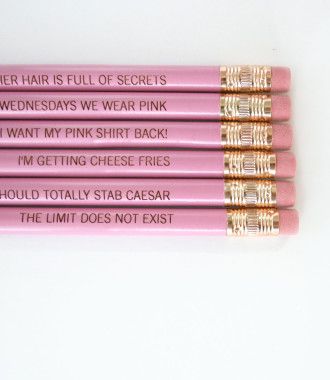 HER HAIR IS FULL OF SECRETS
WEDNESDAYS WE WEAR PINK
I WANT MY PINK SHIRT BACK!
I'M GETTING CHEESE FRIES
SHOULD TOTALLY STAB CAESAR
THE LIMIT DOES NOT EXIST